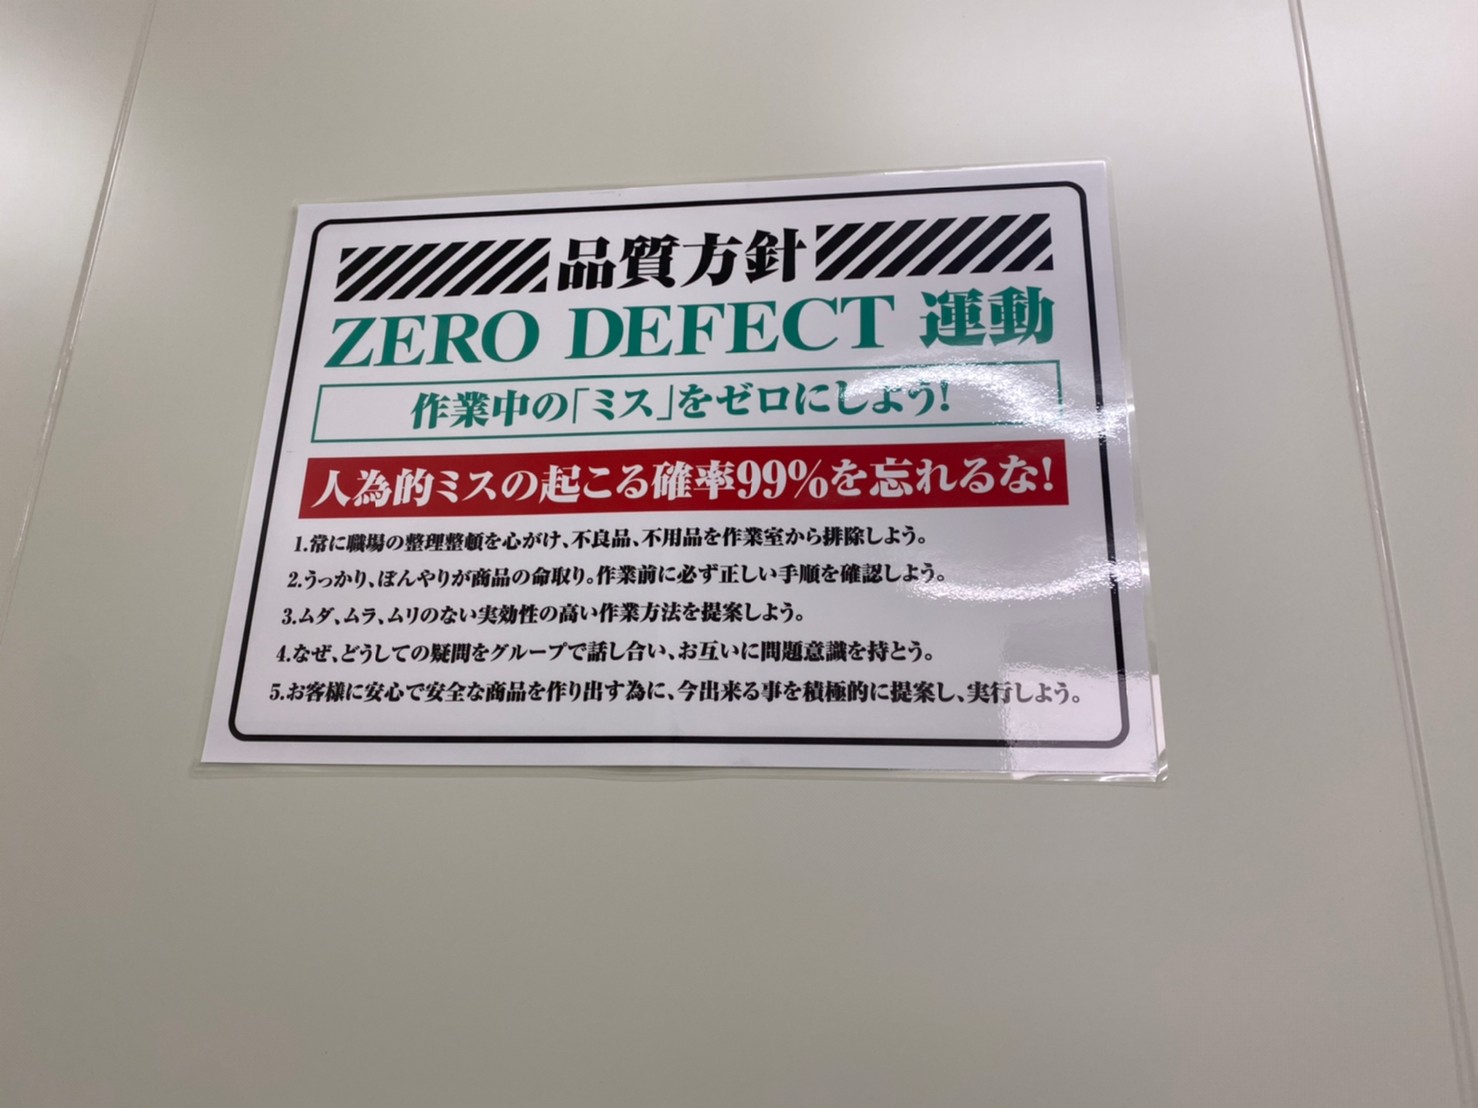 品質方針
ZERO DEFECT 運動
作業中の「ミス」をゼロにしよう!
人為的ミスの起こる確率99%を忘れるな!
1.常に職場の整理整頓を心がけ、不良品、不用品を作業室から排除しよう。
2.うっかり、ぼんやりが商品の命取り。作業前に必ず正しい手順を確認しよう。
3.ムダ、ムラ、ムリのない実効性の高い作業方法を提案しよう。
4.なぜ、どうしての疑問をグループで話し合い、お互いに問題意識を持とう。
5.お客様に安心で安全な商品を作り出す為に、今出来る事を積極的に提案し、実行しよう。